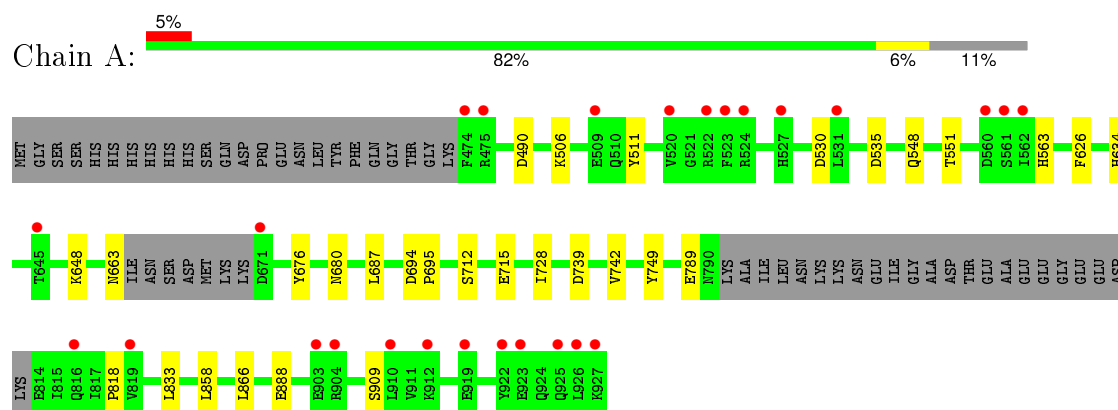 5%
Chain A:
82% 6% 11%
MET GLY SER SER HIS HIS HIS HIS HIS HIS SER GLN ASP PRO GLU ASN LEU TYR PHE GLN GLY THR GLY LYS F474 R475 D490 K506 E509 Q510 Y511 V520 G521 R522 F523 R524 H527 D530 L531 D535 Q548 T551 D560 S561 I562 H563 F626 H634
T645 K648 N663 ILE ASN SER ASP MET LYS LYS D671 Y676 N680 L687 D694 P695 S712 E715 I728 D739 V742 Y749 E789 N790 LYS ALA ILE LEU ASN LYS LYS ASN GLU ILE GLY ALA ASP THR GLU ALA GLU GLU GLY GLU GLU ASP
LYS E814 I815 Q816 I817 P818 V819 L833 L858 L866 E888 S909 E903 R904 L910 V911 K912 E919 Y922 E923 Q924 Q925 L926 K927